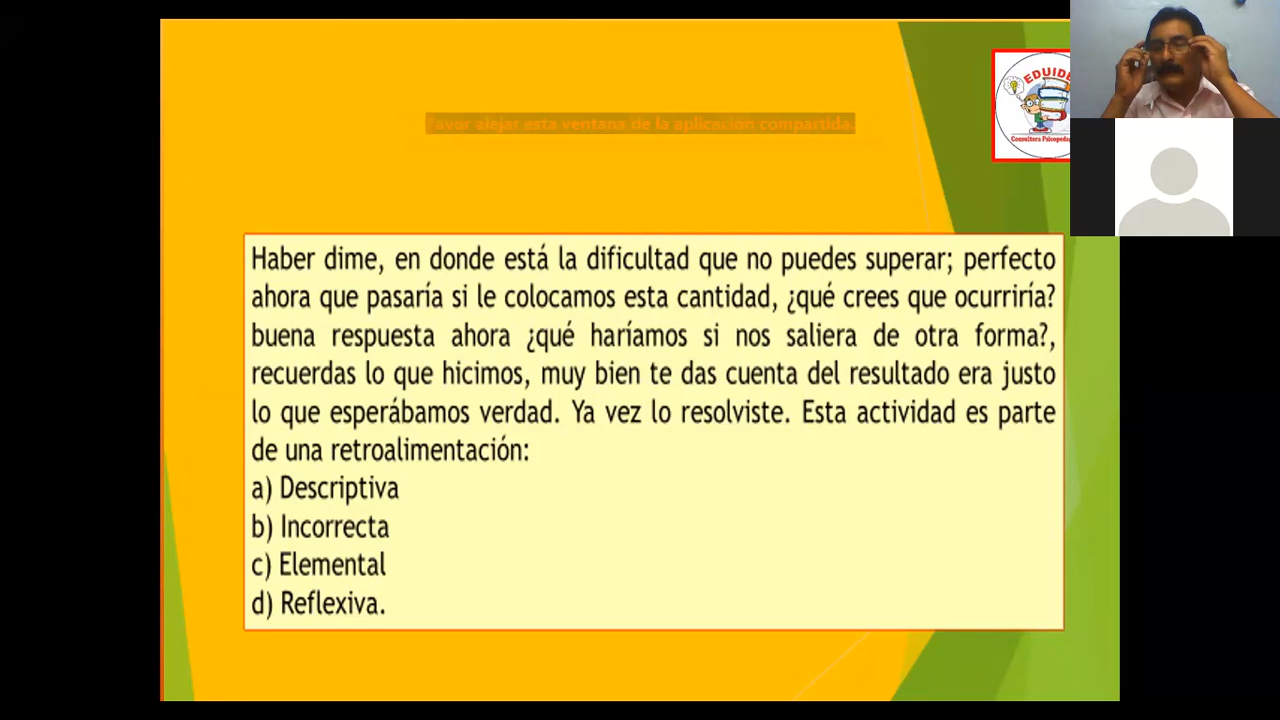 EDUIDE
favor alejar esta ventana de la aplicación compartida.
Consultora Psicopeda
Haber dime, en donde está la dificultad que no puedes superar; perfecto
ahora que pasaría si le colocamos esta cantidad, ¿qué crees que ocurriría?
buena respuesta ahora ¿qué haríamos si nos saliera de otra forma?,
recuerdas lo que hicimos, muy bien te das cuenta del resultado era justo
lo que esperábamos verdad. Ya vez lo resolviste. Esta actividad es parte
de una retroalimentación:
a) Descriptiva
b) Incorrecta
c) Elemental
d) Reflexiva.